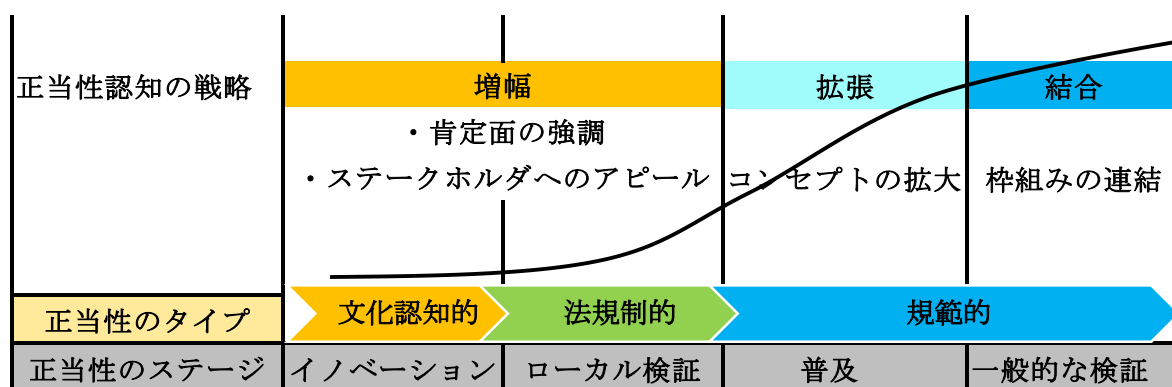 正当性認知の戦略
増幅
拡張
結合
・肯定面の強調
・ステークホルダへのアピール
コンセプトの拡大
枠組みの連結
正当性のタイプ
文化認知的
法規制的
規範的
正当性のステージ
イノベーション
ローカル検証
普及
一般的な検証